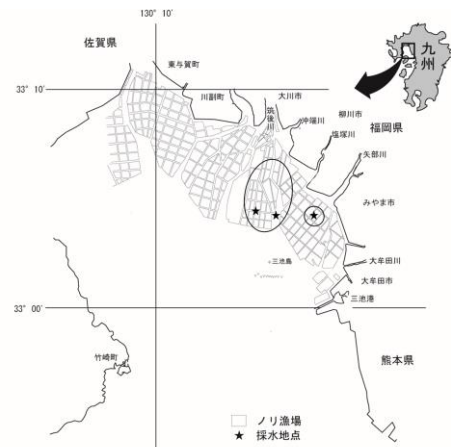 130° 10'
佐賀県
九州
東与賀町
33° 10'
川副町
大川市
筑後川
沖端川
柳川市
塩塚川
福岡県
矢部川
みやま市
三池島
大牟田川
大牟田市
33° 00'
三池港
竹崎町
熊本県
ノリ漁場
採水地点